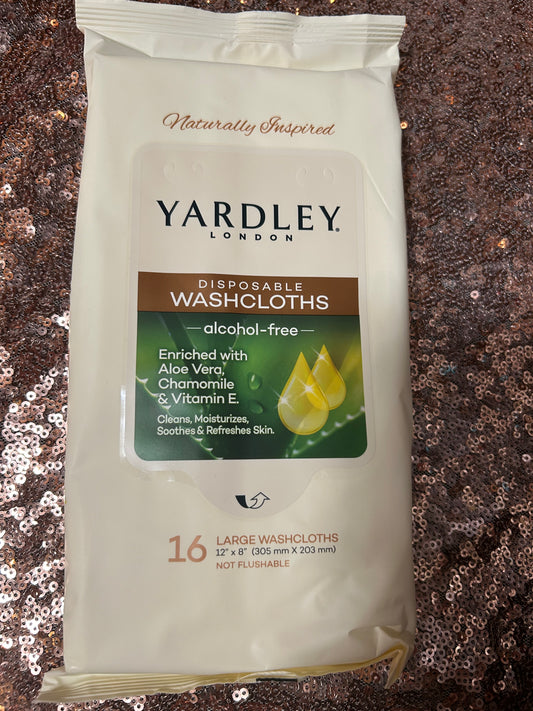 Naturally Inspired
YARDLEY®
LONDON
DISPOSABLE
WASHCLOTHS
alcohol-free
Enriched with
Aloe Vera,
Chamomile
& Vitamin E.
Cleans, Moisturizes,
Soothes & Refreshes Skin.
16 LARGE WASHCLOTHS
12" x 8" (305 mm X 203 mm)
NOT FLUSHABLE